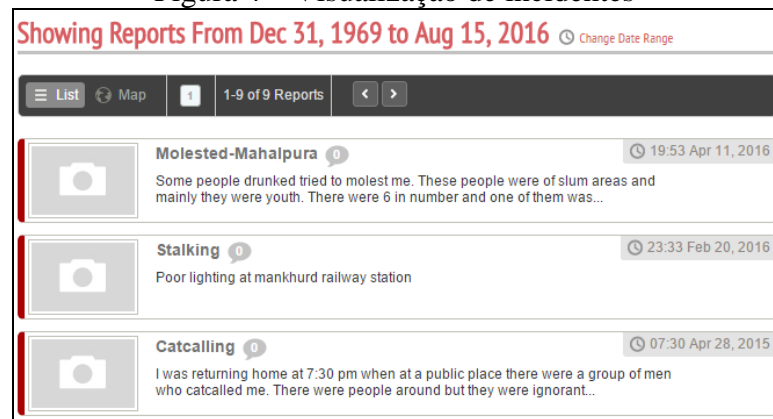 Figura 4 – Visualização de incidentes
Showing Reports From Dec 31, 1969 to Aug 15, 2016 Change Date Range
List Map 1 1-9 of 9 Reports < >
Molested-Mahalpura 0 19:53 Apr 11, 2016
Some people drunked tried to molest me. These people were of slum areas and
mainly they were youth. There were 6 in number and one of them was...
Stalking 0 23:33 Feb 20, 2016
Poor lighting at mankhurd railway station
Catcalling 0 07:30 Apr 28, 2015
I was returning home at 7:30 pm when at a public place there were a group of men
who catcalled me. There were people around but they were ignorant...